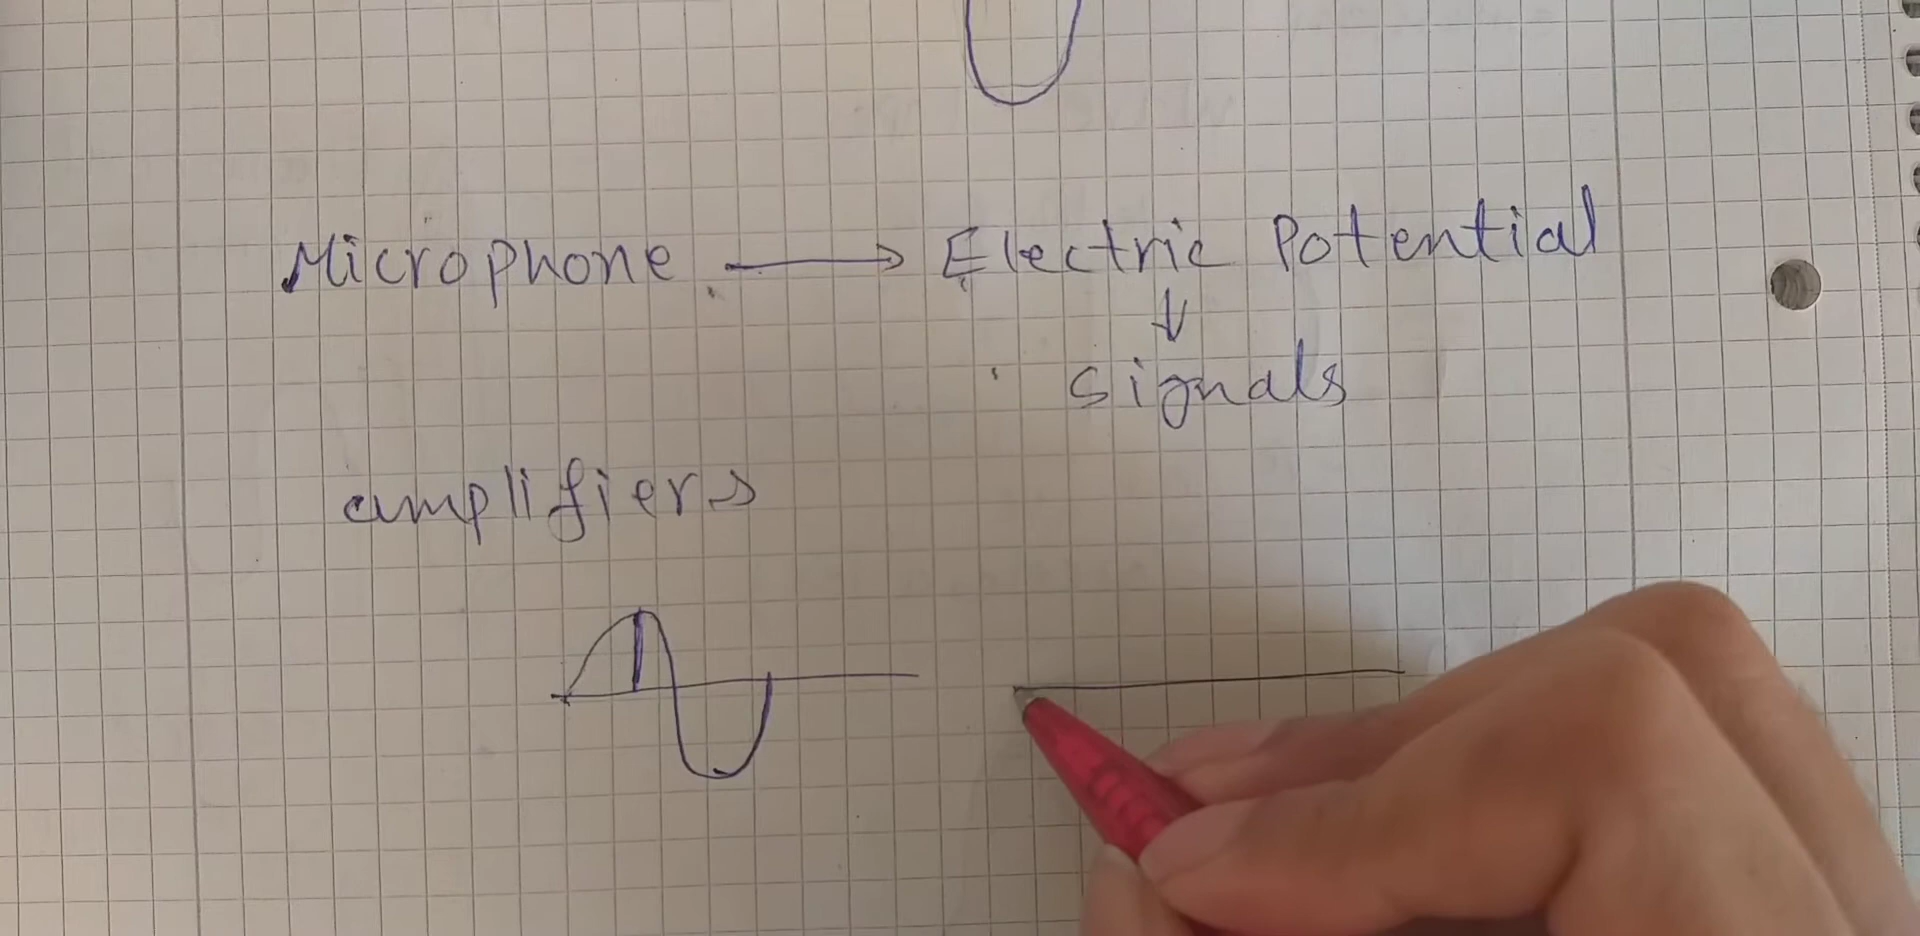 Microphone → Electric Potential
↓
signals
amplifiers